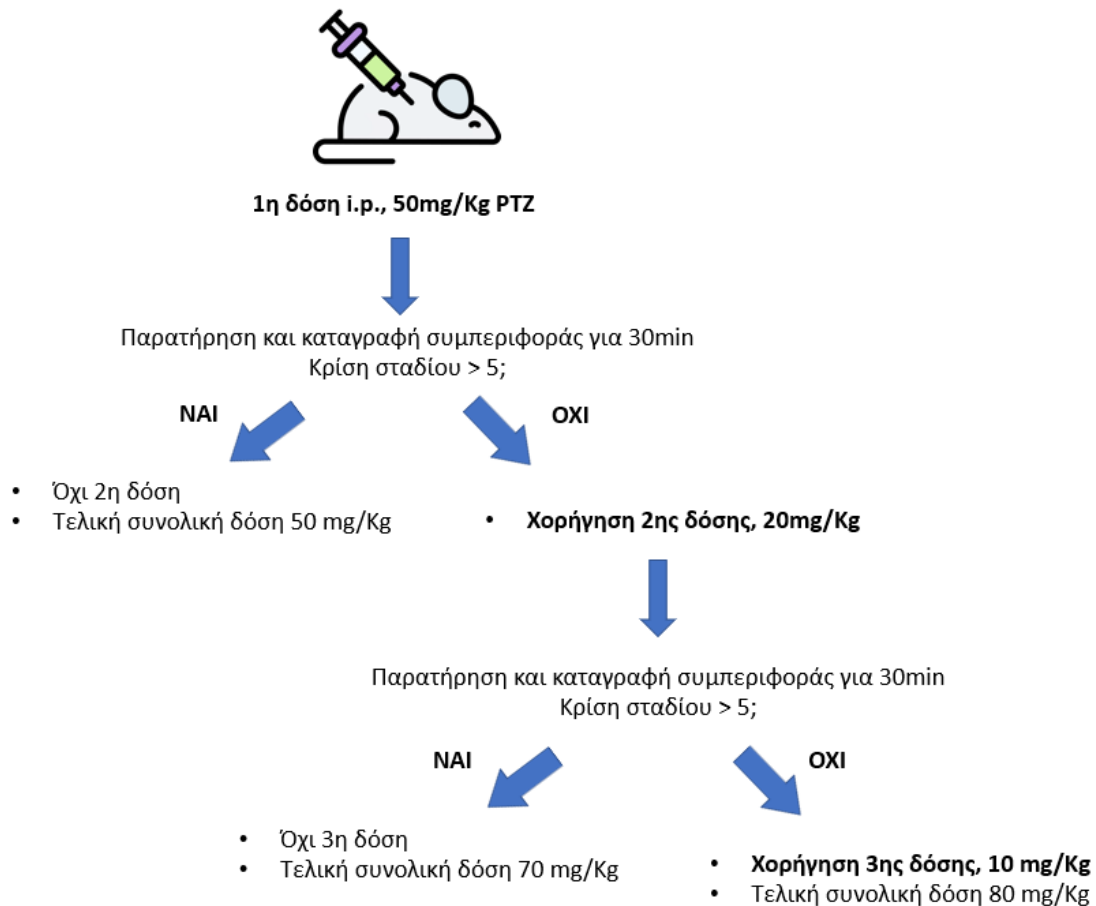 1η δόση i.p., 50mg/Kg PTZ
Παρατήρηση και καταγραφή συμπεριφοράς για 30min
Κρίση σταδίου > 5;
ΝΑΙ
ΟΧΙ
• Όχι 2η δόση
• Τελική συνολική δόση 50 mg/Kg
• Χορήγηση 2ης δόσης, 20mg/Kg
Παρατήρηση και καταγραφή συμπεριφοράς για 30min
Κρίση σταδίου > 5;
ΝΑΙ
ΟΧΙ
• Όχι 3η δόση
• Τελική συνολική δόση 70 mg/Kg
• Χορήγηση 3ης δόσης, 10 mg/Kg
• Τελική συνολική δόση 80 mg/Kg